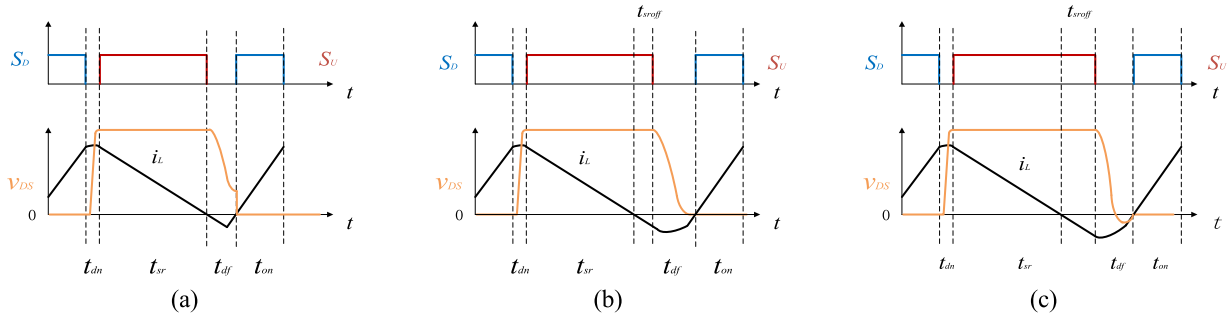 t_sroff t_sroff
S_D S_U S_D S_U S_D S_U
t t t
i_L i_L i_L
v_DS v_DS v_DS
0 0 0
t t t
t_dn t_sr t_df t_on t_dn t_sr t_df t_on t_dn t_sr t_df t_on
(a) (b) (c)